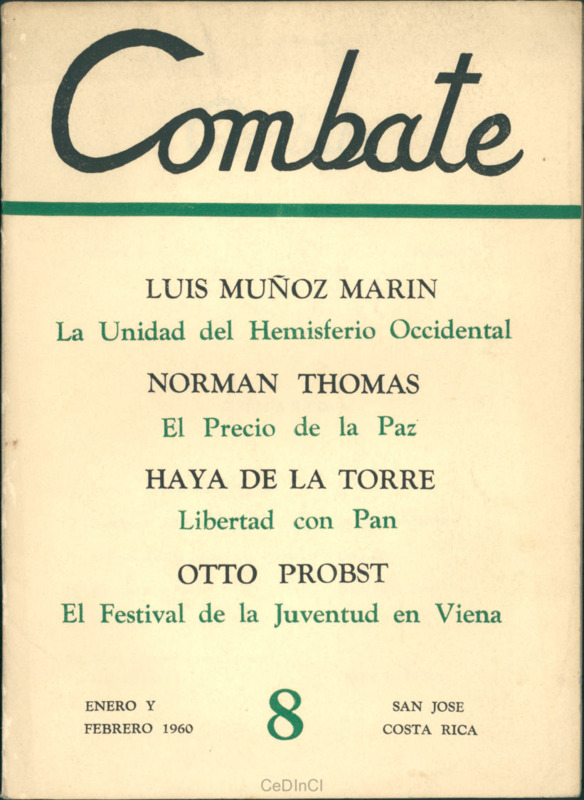 Combate
LUIS MUÑOZ MARIN
La Unidad del Hemisferio Occidental
NORMAN THOMAS
El Precio de la Paz
HAYA DE LA TORRE
Libertad con Pan
OTTO PROBST
El Festival de la Juventud en Viena
ENERO Y
FEBRERO 1960
8
SAN JOSE
COSTA RICA
CeDInCI